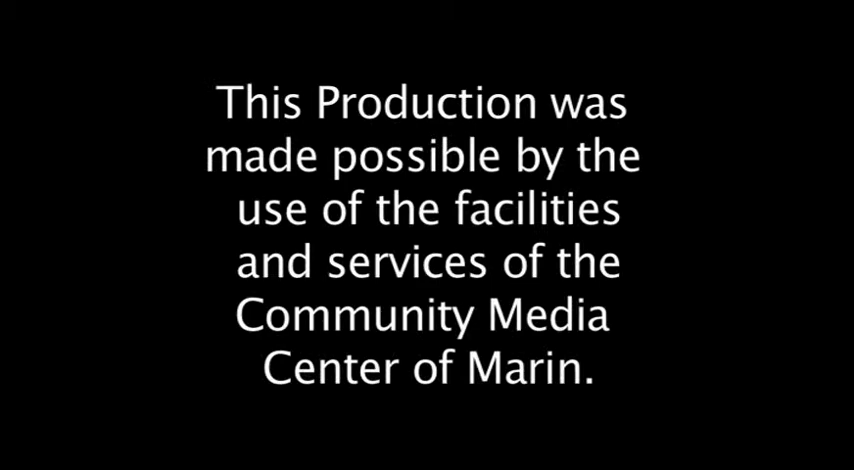 This Production was
made possible by the
use of the facilities
and services of the
Community Media
Center of Marin.